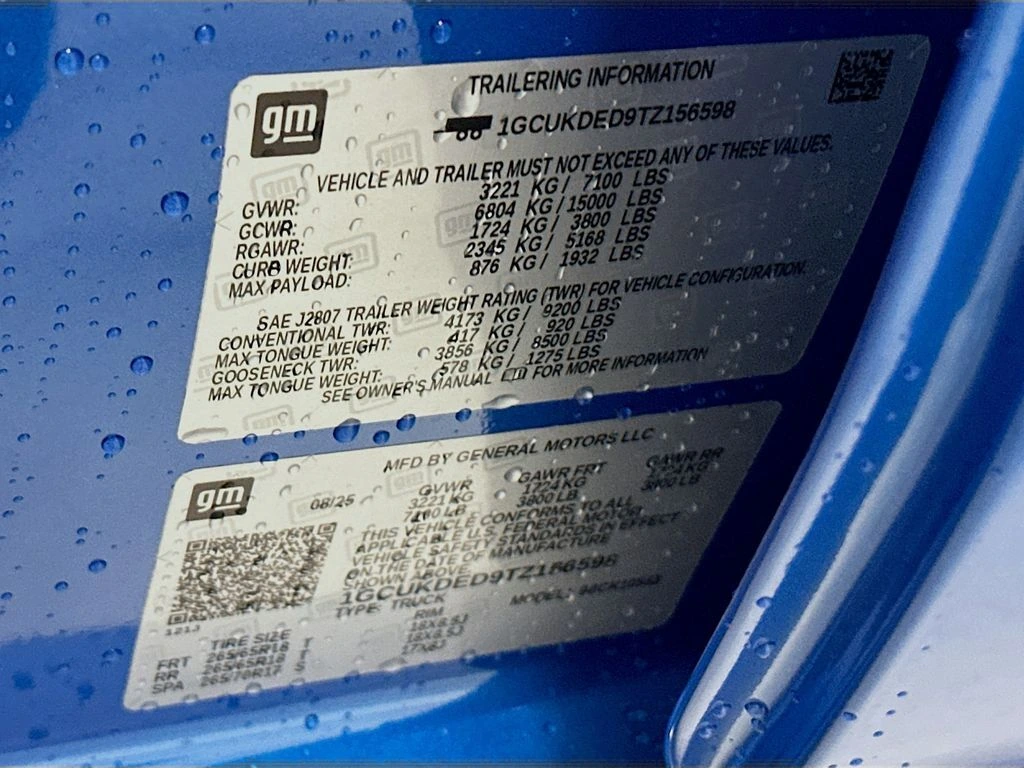 gm
TRAILERING INFORMATION
1GCUKDED9TZ156598
VEHICLE AND TRAILER MUST NOT EXCEED ANY OF THESE VALUES.
GVWR: 3221 KG / 7100 LBS
GCWR: 6804 KG / 15000 LBS
RGAWR: 1724 KG / 3800 LBS
CURB WEIGHT: 2345 KG / 5168 LBS
MAX PAYLOAD: 876 KG / 1932 LBS
SAE J2807 TRAILER WEIGHT RATING (TWR) FOR VEHICLE CONFIGURATION.
CONVENTIONAL TWR: 4173 KG / 9200 LBS
MAX TONGUE WEIGHT: 417 KG / 920 LBS
GOOSENECK TWR: 3856 KG / 8500 LBS
MAX TONGUE WEIGHT: 578 KG / 1275 LBS
SEE OWNER'S MANUAL FOR MORE INFORMATION
gm
MFD BY GENERAL MOTORS LLC
08/25 GVWR GAWR FRT GAWR RR
3221 KG 1724 KG 1724 KG
7100 LB 3800 LB 3800 LB
THIS VEHICLE CONFORMS TO ALL
APPLICABLE U.S. FEDERAL MOTOR
VEHICLE SAFETY STANDARDS IN EFFECT
ON THE DATE OF MANUFACTURE
SHOWN ABOVE.
1GCUKDED9TZ156598
TYPE: TRUCK MODEL:
121J
TIRE SIZE RIM
FRT 265/65R18 T 18X8.5J
RR 265/65R18 T 18X8.5J
SPA 265/70R17 S 17X8J